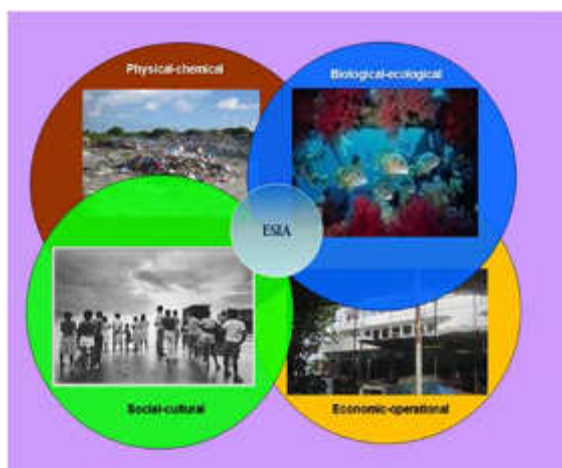 Physical-chemical
Biological-ecological
ESIA
Social-cultural
Economic-operational